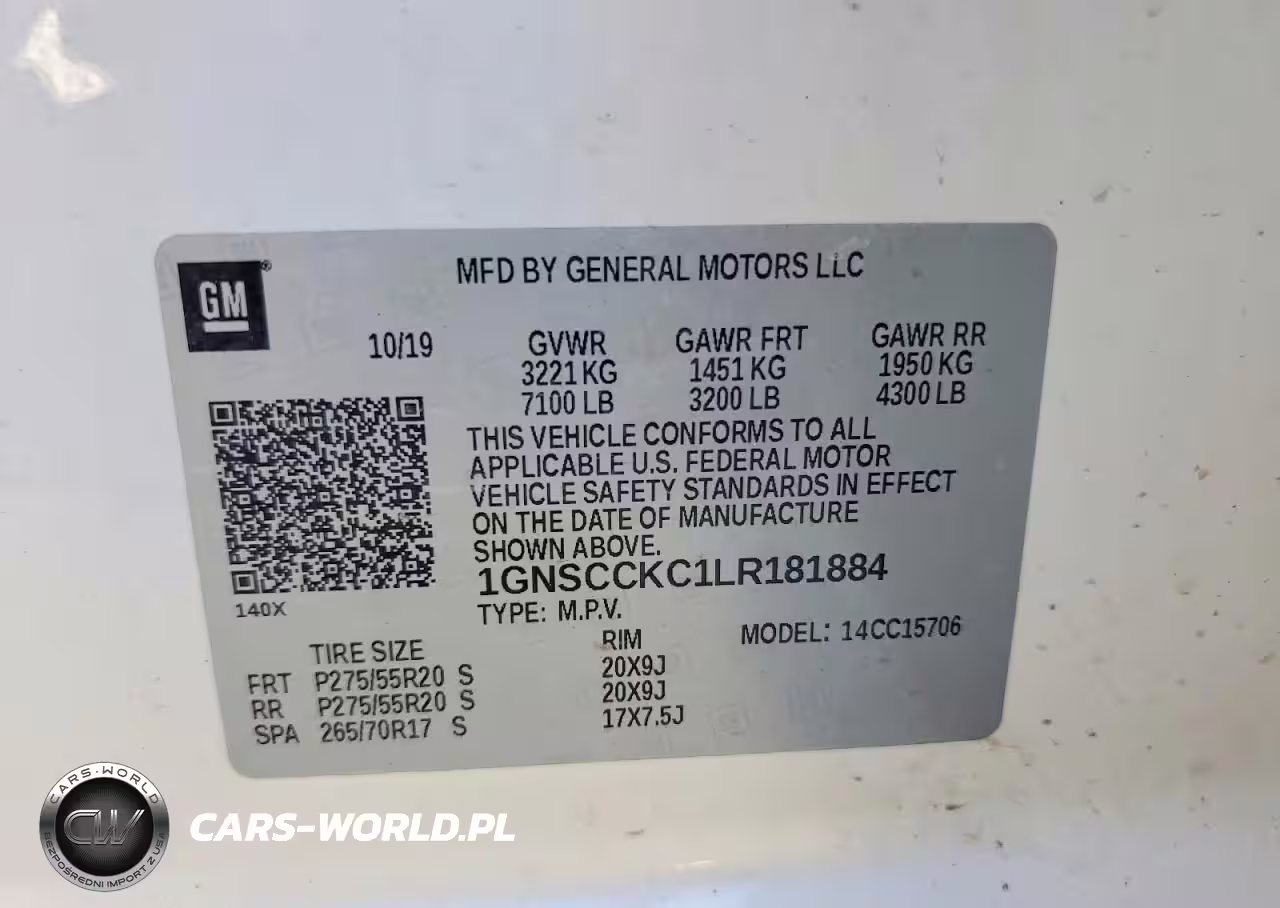 MFD BY GENERAL MOTORS LLC
GM®
10/19 GVWR GAWR FRT GAWR RR
3221 KG 1451 KG 1950 KG
7100 LB 3200 LB 4300 LB
THIS VEHICLE CONFORMS TO ALL
APPLICABLE U.S. FEDERAL MOTOR
VEHICLE SAFETY STANDARDS IN EFFECT
ON THE DATE OF MANUFACTURE
SHOWN ABOVE.
1GNSCCKC1LR181884
140X
TYPE: M.P.V.
TIRE SIZE RIM MODEL: 14CC15706
FRT P275/55R20 S 20X9J
RR P275/55R20 S 20X9J
SPA 265/70R17 S 17X7.5J
CARS-WORLD
CW
BEZPOŚREDNI IMPORT Z USA
CARS-WORLD.PL